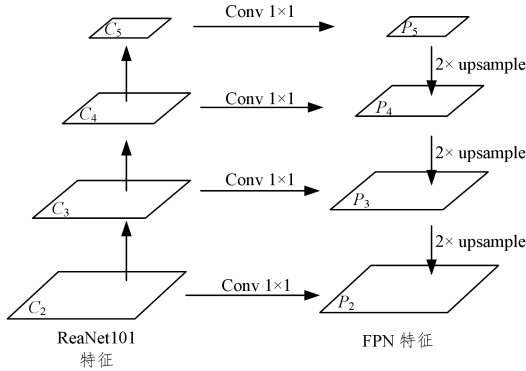 C5
Conv 1×1
P5
2× upsample
C4
Conv 1×1
P4
2× upsample
C3
Conv 1×1
P3
2× upsample
C2
Conv 1×1
P2
ReaNet101
特征
FPN 特征